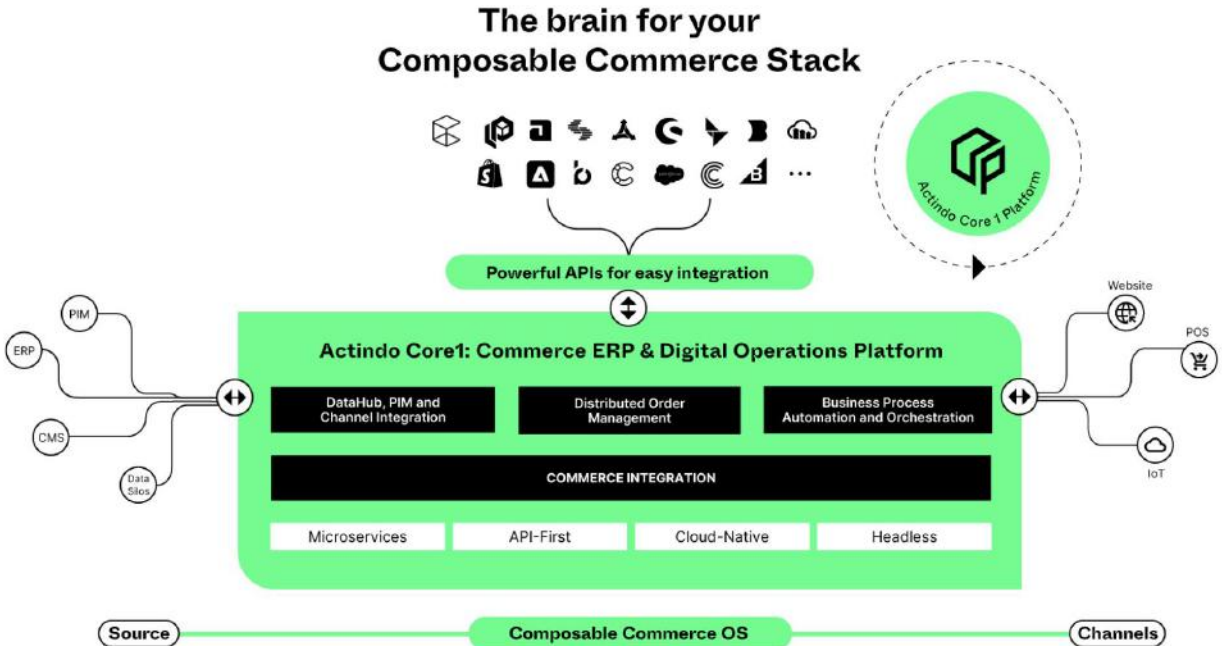 The brain for your
Composable Commerce Stack
Actindo Core 1 Platform
Powerful APIs for easy integration
PIM
ERP
CMS
Data
Silos
Website
POS
IoT
Actindo Core1: Commerce ERP & Digital Operations Platform
DataHub, PIM and
Channel Integration
Distributed Order
Management
Business Process
Automation and Orchestration
COMMERCE INTEGRATION
Microservices
API-First
Cloud-Native
Headless
Source
Composable Commerce OS
Channels